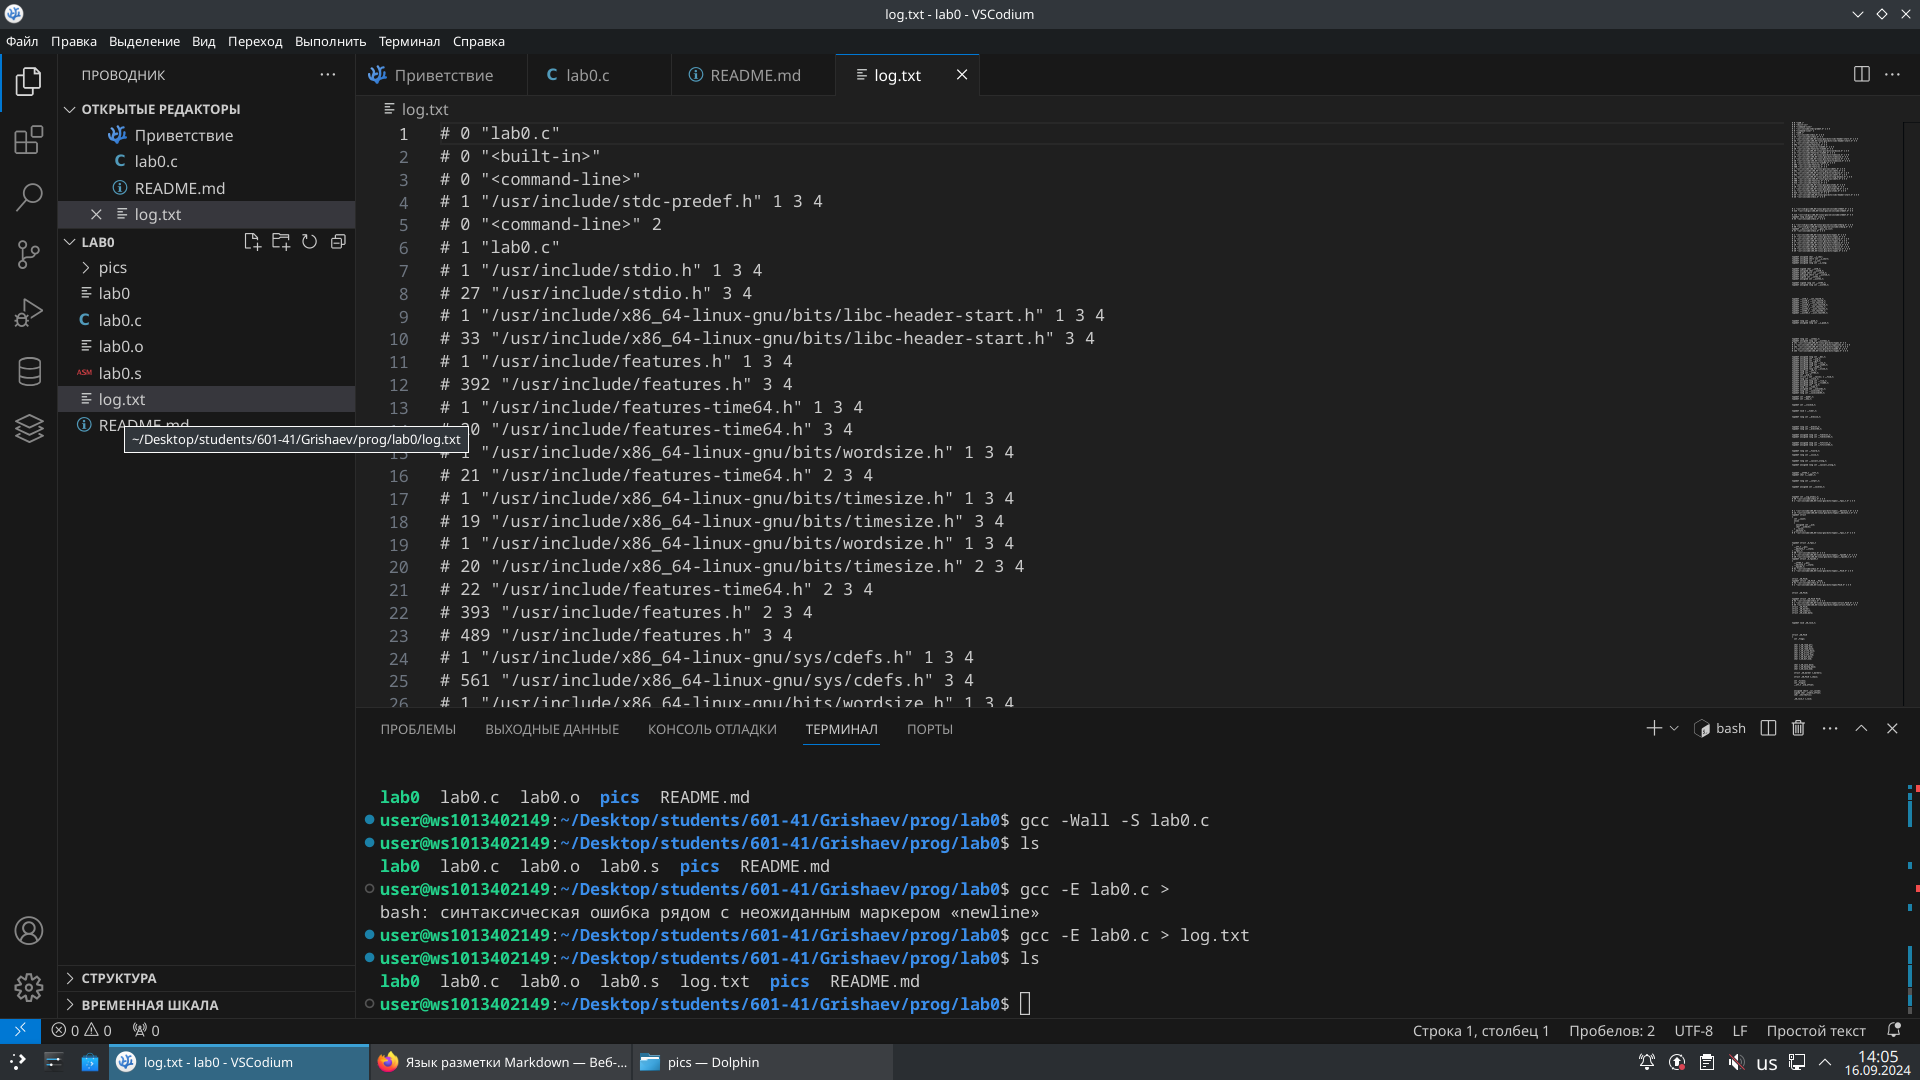 log.txt - lab0 - VSCodium
Файл Правка Выделение Вид Переход Выполнить Терминал Справка
ПРОВОДНИК
ОТКРЫТЫЕ РЕДАКТОРЫ
Приветствие
lab0.c
README.md
log.txt
LAB0
pics
lab0
lab0.c
lab0.o
lab0.s
log.txt
README.md
~/Desktop/students/601-41/Grishaev/prog/lab0/log.txt
СТРУКТУРА
ВРЕМЕННАЯ ШКАЛА
Приветствие lab0.c README.md log.txt
log.txt
1 # 0 "lab0.c"
2 # 0 "<built-in>"
3 # 0 "<command-line>"
4 # 1 "/usr/include/stdc-predef.h" 1 3 4
5 # 0 "<command-line>" 2
6 # 1 "lab0.c"
7 # 1 "/usr/include/stdio.h" 1 3 4
8 # 27 "/usr/include/stdio.h" 3 4
9 # 1 "/usr/include/x86_64-linux-gnu/bits/libc-header-start.h" 1 3 4
10 # 33 "/usr/include/x86_64-linux-gnu/bits/libc-header-start.h" 3 4
11 # 1 "/usr/include/features.h" 1 3 4
12 # 392 "/usr/include/features.h" 3 4
13 # 1 "/usr/include/features-time64.h" 1 3 4
20 "/usr/include/features-time64.h" 3 4
15 # 1 "/usr/include/x86_64-linux-gnu/bits/wordsize.h" 1 3 4
16 # 21 "/usr/include/features-time64.h" 2 3 4
17 # 1 "/usr/include/x86_64-linux-gnu/bits/timesize.h" 1 3 4
18 # 19 "/usr/include/x86_64-linux-gnu/bits/timesize.h" 3 4
19 # 1 "/usr/include/x86_64-linux-gnu/bits/wordsize.h" 1 3 4
20 # 20 "/usr/include/x86_64-linux-gnu/bits/timesize.h" 2 3 4
21 # 22 "/usr/include/features-time64.h" 2 3 4
22 # 393 "/usr/include/features.h" 2 3 4
23 # 489 "/usr/include/features.h" 3 4
24 # 1 "/usr/include/x86_64-linux-gnu/sys/cdefs.h" 1 3 4
25 # 561 "/usr/include/x86_64-linux-gnu/sys/cdefs.h" 3 4
26 # 1 "/usr/include/x86_64-linux-gnu/bits/wordsize.h" 1 3 4
ПРОБЛЕМЫ ВЫХОДНЫЕ ДАННЫЕ КОНСОЛЬ ОТЛАДКИ ТЕРМИНАЛ ПОРТЫ
bash
lab0 lab0.c lab0.o pics README.md
user@ws1013402149:~/Desktop/students/601-41/Grishaev/prog/lab0$ gcc -Wall -S lab0.c
user@ws1013402149:~/Desktop/students/601-41/Grishaev/prog/lab0$ ls
lab0 lab0.c lab0.o lab0.s pics README.md
user@ws1013402149:~/Desktop/students/601-41/Grishaev/prog/lab0$ gcc -E lab0.c >
bash: синтаксическая ошибка рядом с неожиданным маркером «newline»
user@ws1013402149:~/Desktop/students/601-41/Grishaev/prog/lab0$ gcc -E lab0.c > log.txt
user@ws1013402149:~/Desktop/students/601-41/Grishaev/prog/lab0$ ls
lab0 lab0.c lab0.o lab0.s log.txt pics README.md
user@ws1013402149:~/Desktop/students/601-41/Grishaev/prog/lab0$
0 0 0 Строка 1, столбец 1 Пробелов: 2 UTF-8 LF Простой текст
log.txt - lab0 - VSCodium Язык разметки Markdown — Веб-... pics — Dolphin us 14:05
16.09.2024